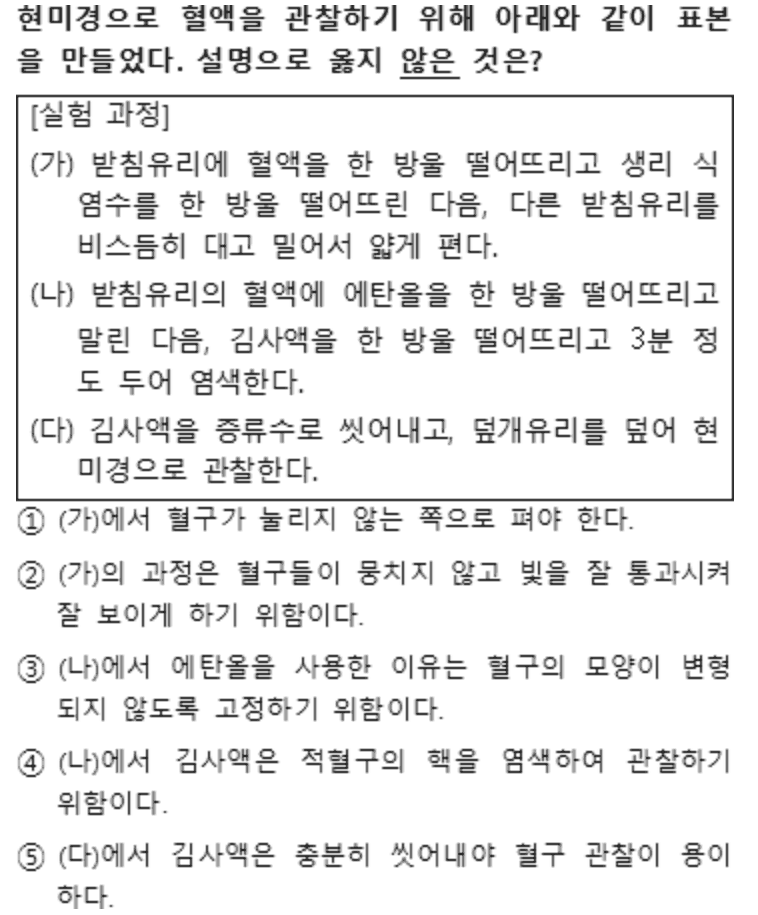 현미경으로 혈액을 관찰하기 위해 아래와 같이 표본
을 만들었다. 설명으로 옳지 않은 것은?
[실험 과정]
(가) 받침유리에 혈액을 한 방울 떨어뜨리고 생리 식
염수를 한 방울 떨어뜨린 다음, 다른 받침유리를
비스듬히 대고 밀어서 얇게 편다.
(나) 받침유리의 혈액에 에탄올을 한 방울 떨어뜨리고
말린 다음, 김사액을 한 방울 떨어뜨리고 3분 정
도 두어 염색한다.
(다) 김사액을 증류수로 씻어내고, 덮개유리를 덮어 현
미경으로 관찰한다.
① (가)에서 혈구가 눌리지 않는 쪽으로 펴야 한다.
② (가)의 과정은 혈구들이 뭉치지 않고 빛을 잘 통과시켜
잘 보이게 하기 위함이다.
③ (나)에서 에탄올을 사용한 이유는 혈구의 모양이 변형
되지 않도록 고정하기 위함이다.
④ (나)에서 김사액은 적혈구의 핵을 염색하여 관찰하기
위함이다.
⑤ (다)에서 김사액은 충분히 씻어내야 혈구 관찰이 용이
하다.